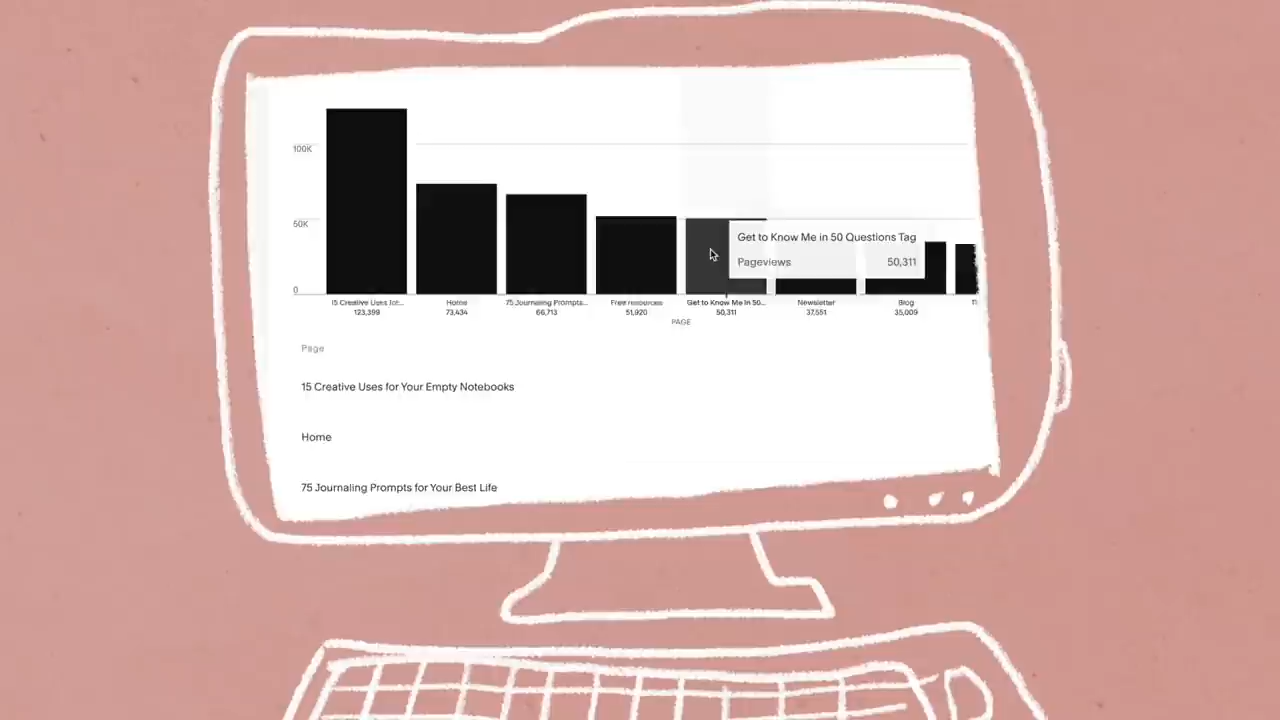 100K
50K
0
Get to Know Me in 50 Questions Tag
Pageviews 50,311
15 Creative Uses for... Home 75 Journaling Prompts... Free resources Get to Know Me in 50... Newsletter Blog
123,399 73,434 66,713 51,920 50,311 37,551 35,009
PAGE
Page
15 Creative Uses for Your Empty Notebooks
Home
75 Journaling Prompts for Your Best Life